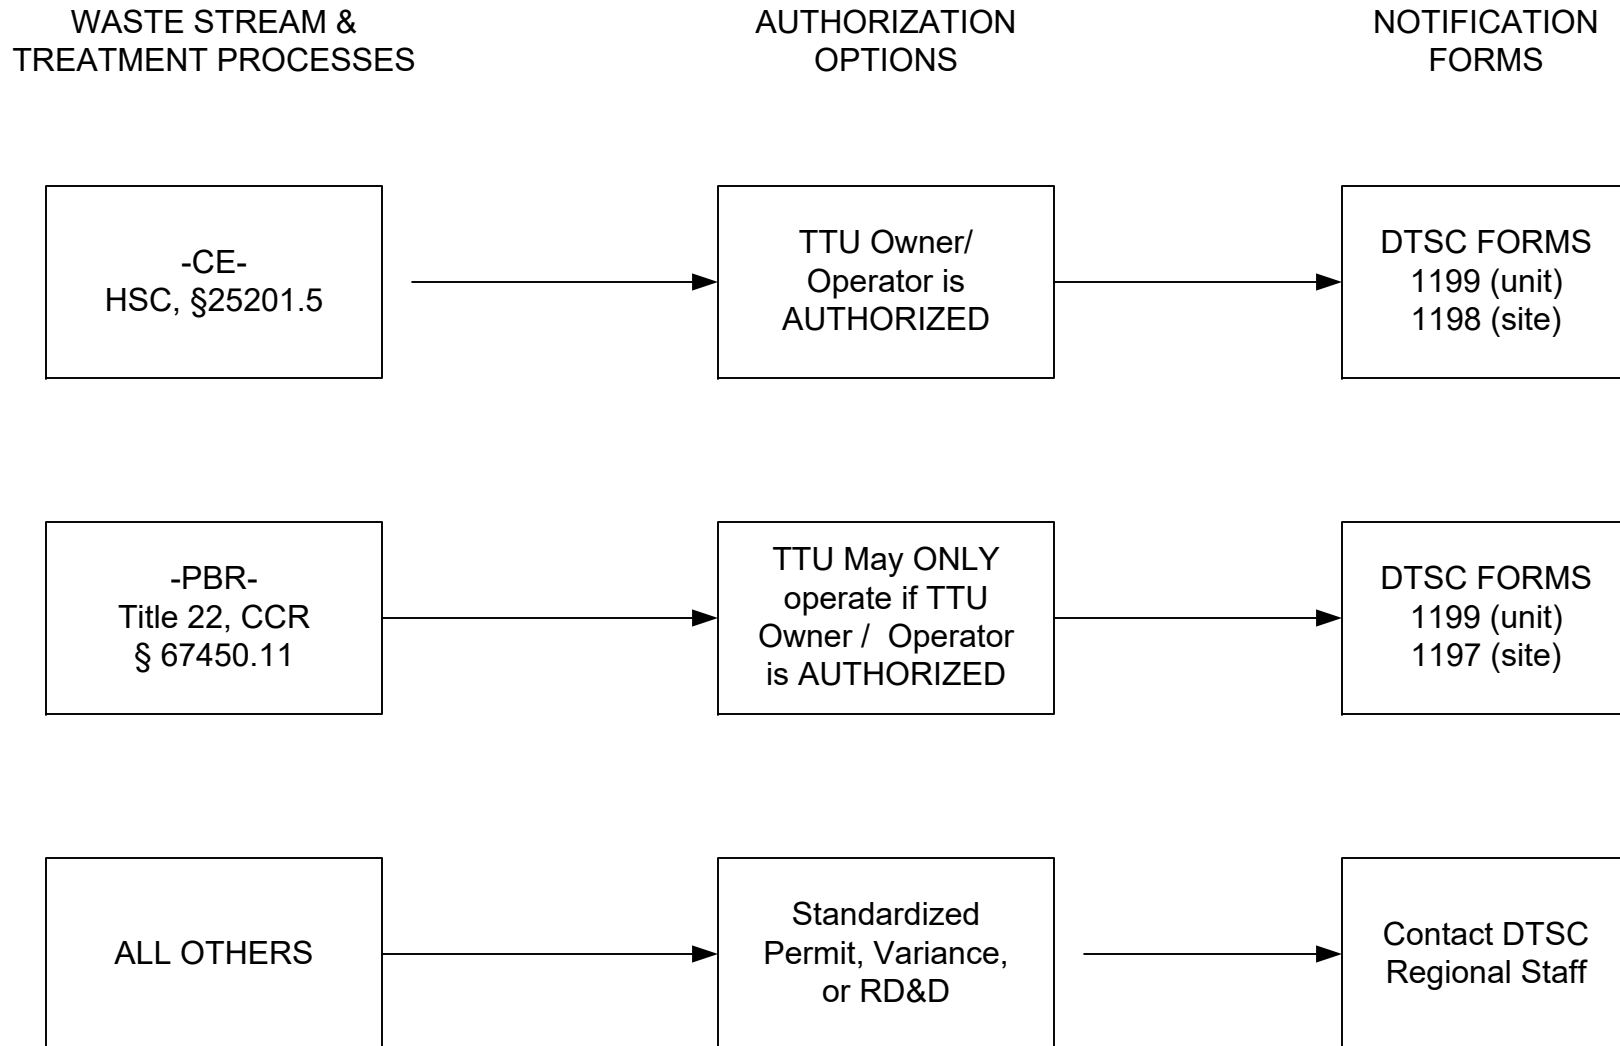 WASTE STREAM &
TREATMENT PROCESSES
AUTHORIZATION
OPTIONS
NOTIFICATION
FORMS
-CE-
HSC, §25201.5
TTU Owner/
Operator is
AUTHORIZED
DTSC FORMS
1199 (unit)
1198 (site)
-PBR-
Title 22, CCR
§ 67450.11
TTU May ONLY
operate if TTU
Owner /  Operator
is AUTHORIZED
DTSC FORMS
1199 (unit)
1197 (site)
ALL OTHERS
Standardized
Permit, Variance,
or RD&D
Contact DTSC
Regional Staff